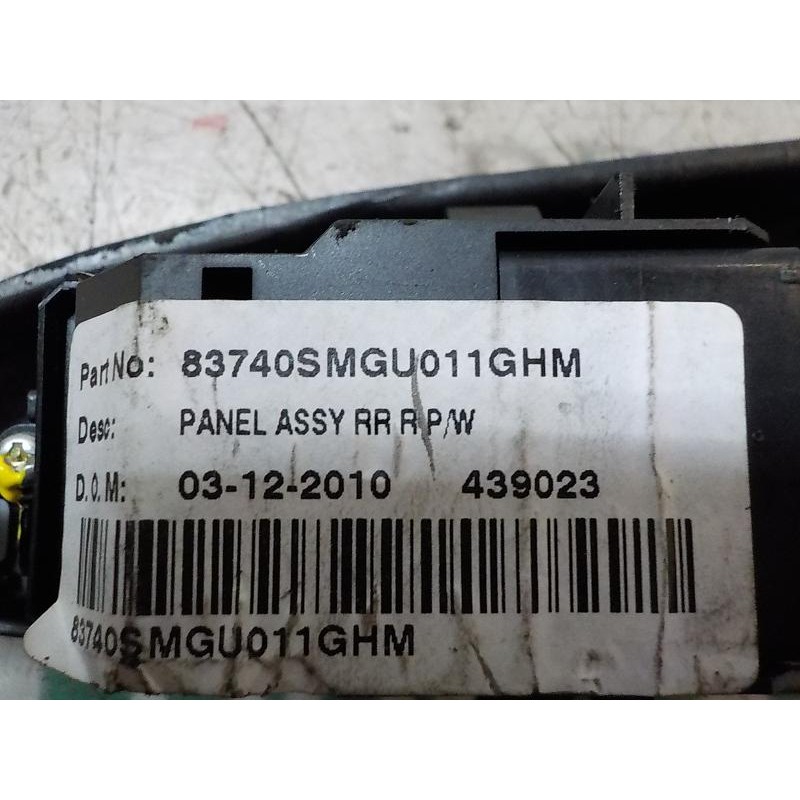 Part No: 83740SMGU011GHM
Desc: PANEL ASSY RR R P/W
D.O.M: 03-12-2010 439023
83740SMGU011GHM